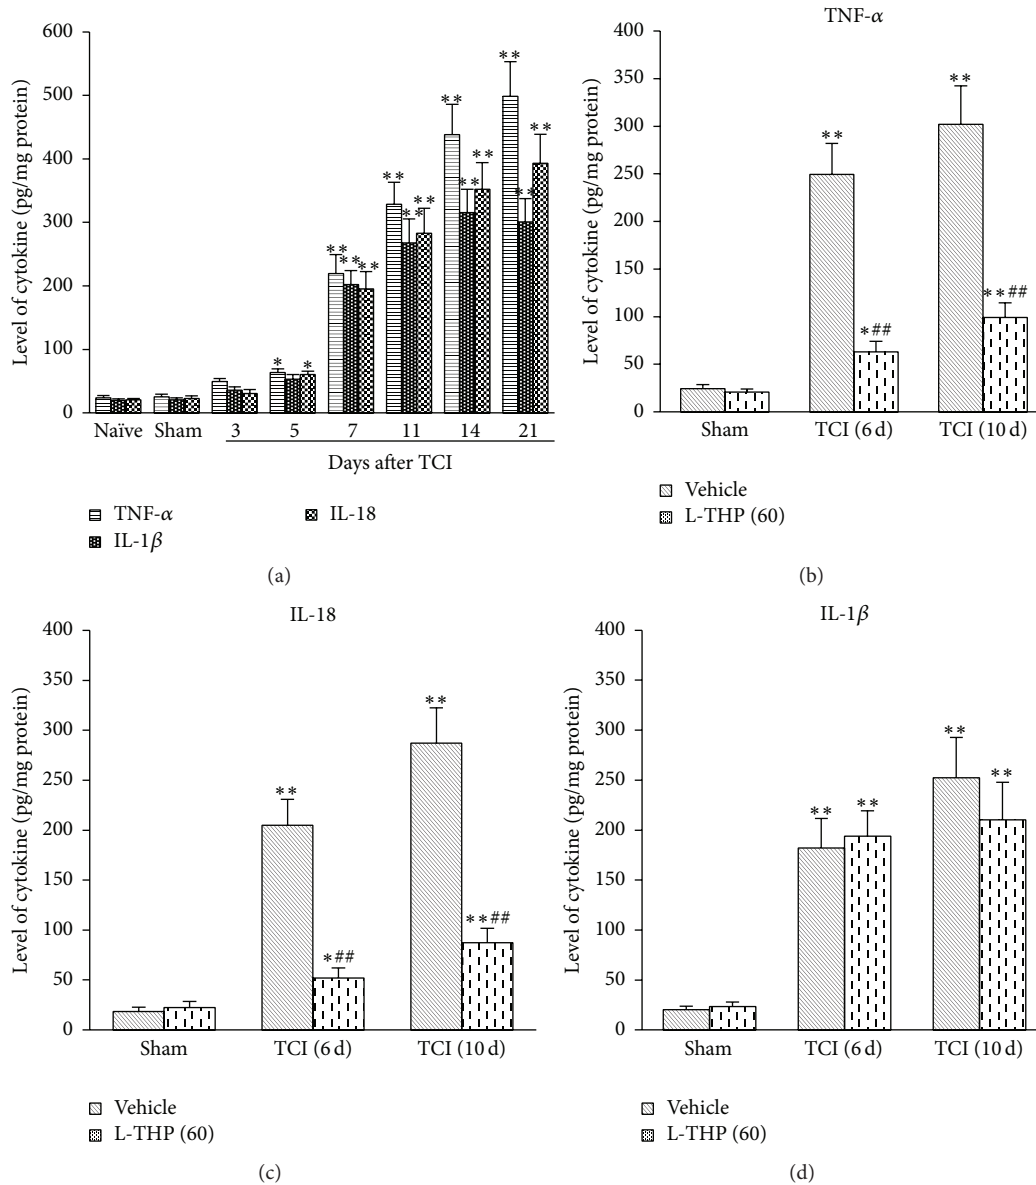 600
500
400
300
200
100
0
Level of cytokine (pg/mg protein)
**
**
**
**
**
**
**
**
**
**
**
**
*
*
Naïve Sham 3 5 7 11 14 21
Days after TCI
TNF-α
IL-18
IL-1β
(a)
TNF-α
400
350
300
250
200
150
100
50
0
Level of cytokine (pg/mg protein)
**
**
*##
**##
Sham TCI (6 d) TCI (10 d)
Vehicle
L-THP (60)
(b)
IL-18
400
350
300
250
200
150
100
50
0
Level of cytokine (pg/mg protein)
**
**
*##
**##
Sham TCI (6 d) TCI (10 d)
Vehicle
L-THP (60)
(c)
IL-1β
400
350
300
250
200
150
100
50
0
Level of cytokine (pg/mg protein)
**
**
**
**
Sham TCI (6 d) TCI (10 d)
Vehicle
L-THP (60)
(d)